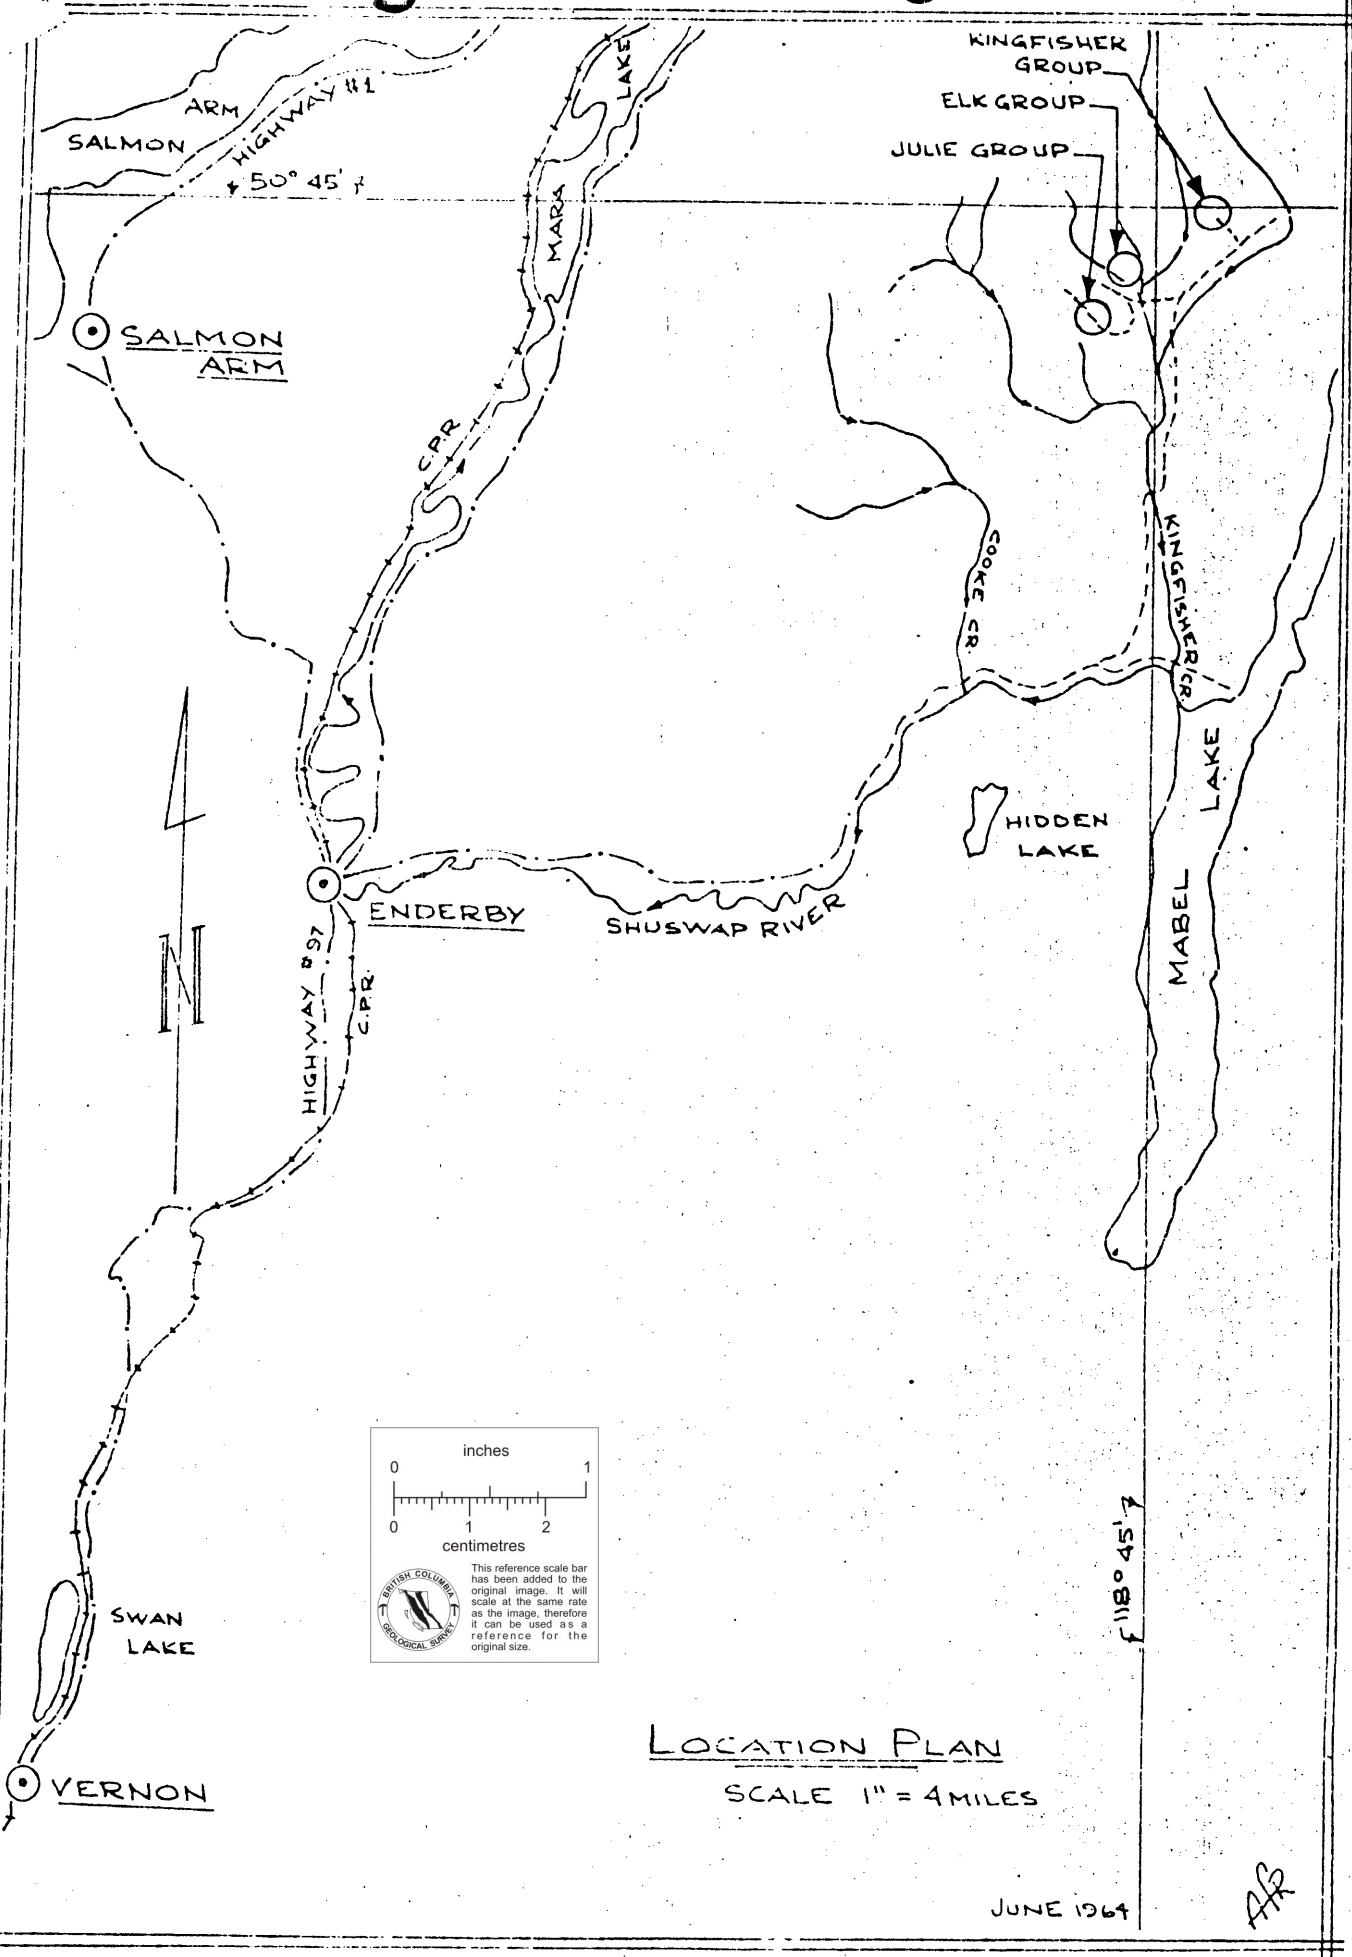 KINGFISHER
GROUP
ELK GROUP
JULIE GROUP
ARM
SALMON
HIGHWAY #1
50° 45'
LAKE
MARA
SALMON
ARM
C.P.R
COOKE CR.
KINGFISHER CR.
HIDDEN
LAKE
MABEL LAKE
ENDERBY
SHUSWAP RIVER
HIGHWAY #97
C.P.R.
N
inches
0 1
0 1 2
centimetres
BRITISH COLUMBIA
GEOLOGICAL SURVEY
This reference scale bar
has been added to the
original image. It will
scale at the same rate
as the image, therefore
it can be used as a
reference for the
original size.
118° 45'
SWAN
LAKE
VERNON
LOCATION PLAN
SCALE 1" = 4 MILES
JUNE 1964